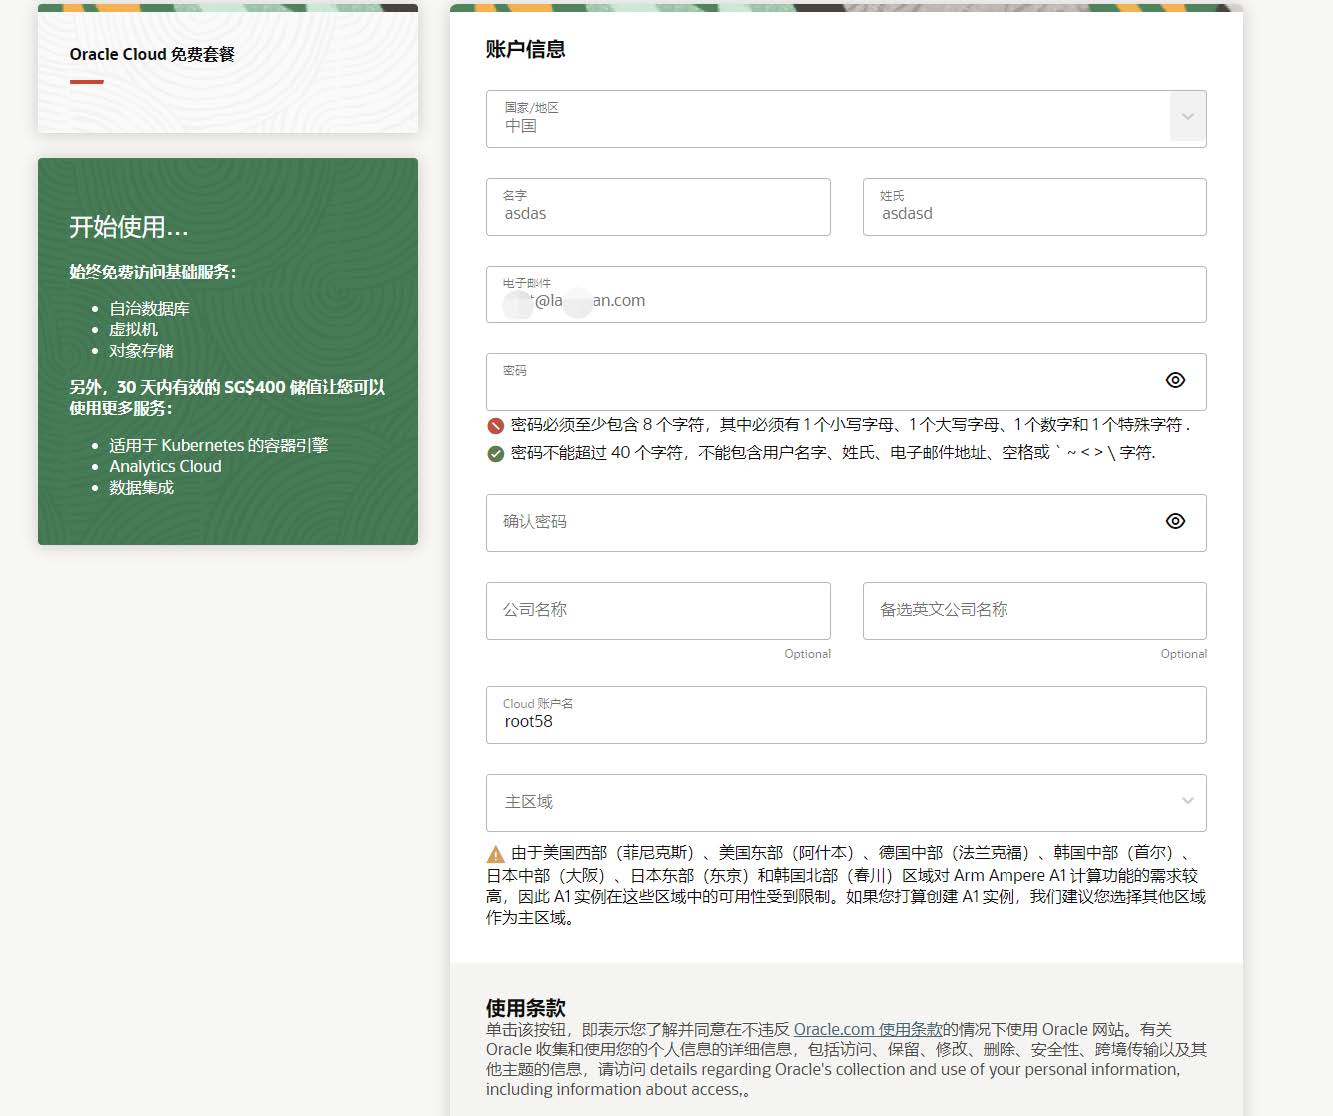 Oracle Cloud 免费套餐
开始使用...
始终免费访问基础服务：
自治数据库
虚拟机
对象存储
另外，30 天内有效的 SG$400 储值让您可以
使用更多服务：
适用于 Kubernetes 的容器引擎
Analytics Cloud
数据集成
账户信息
国家/地区
中国
名字
asdas
姓氏
asdasd
电子邮件
t@la an.com
密码
密码必须至少包含 8 个字符，其中必须有 1 个小写字母、1 个大写字母、1 个数字和 1 个特殊字符 .
密码不能超过 40 个字符，不能包含用户名字、姓氏、电子邮件地址、空格或 ` ~ < > \ 字符.
确认密码
公司名称
Optional
备选英文公司名称
Optional
Cloud 账户名
root58
主区域
由于美国西部（菲尼克斯）、美国东部（阿什本）、德国中部（法兰克福）、韩国中部（首尔）、
日本中部（大阪）、日本东部（东京）和韩国北部（春川）区域对 Arm Ampere A1 计算功能的需求较
高，因此 A1 实例在这些区域中的可用性受到限制。如果您打算创建 A1 实例，我们建议您选择其他区域
作为主区域。
使用条款
单击该按钮，即表示您了解并同意在不违反 Oracle.com 使用条款的情况下使用 Oracle 网站。有关
Oracle 收集和使用您的个人信息的详细信息，包括访问、保留、修改、删除、安全性、跨境传输以及其
他主题的信息，请访问 details regarding Oracle's collection and use of your personal information,
including information about access,。